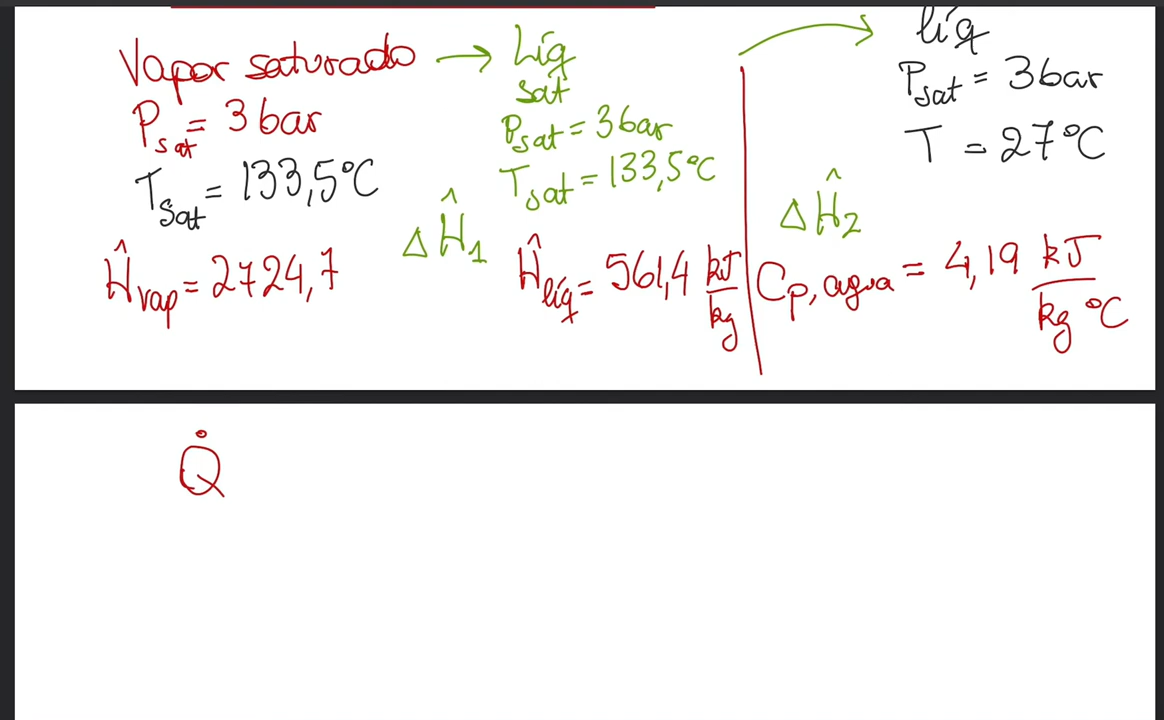 Vapor saturado → Líq sat
Psat = 3 bar
Tsat = 133,5°C
Ĥvap = 2724,7
Psat = 3 bar
Tsat = 133,5°C
ΔĤ1
Ĥlíq = 561,4 kJ/kg
líq
Psat = 3 bar
T = 27°C
ΔĤ2
Cp, água = 4,19 kJ/kg °C
Q̇